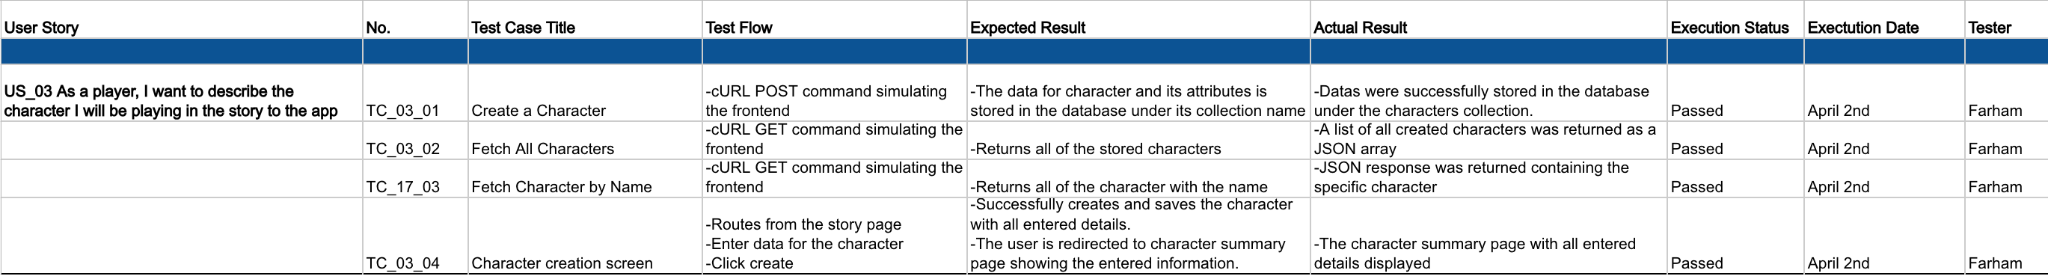 User Story No. Test Case Title Test Flow Expected Result Actual Result Execution Status Exectution Date Tester
US_03 As a player, I want to describe the
character I will be playing in the story to the app
TC_03_01
Create a Character
-cURL POST command simulating
the frontend
-The data for character and its attributes is
stored in the database under its collection name
-Datas were successfully stored in the database
under the characters collection.
Passed
April 2nd
Farham
TC_03_02
Fetch All Characters
-cURL GET command simulating the
frontend
-Returns all of the stored characters
-A list of all created characters was returned as a
JSON array
Passed
April 2nd
Farham
TC_17_03
Fetch Character by Name
-cURL GET command simulating the
frontend
-Returns all of the character with the name
-JSON response was returned containing the
specific character
Passed
April 2nd
Farham
TC_03_04
Character creation screen
-Routes from the story page
-Enter data for the character
-Click create
-Successfully creates and saves the character
with all entered details.
-The user is redirected to character summary
page showing the entered information.
-The character summary page with all entered
details displayed
Passed
April 2nd
Farham